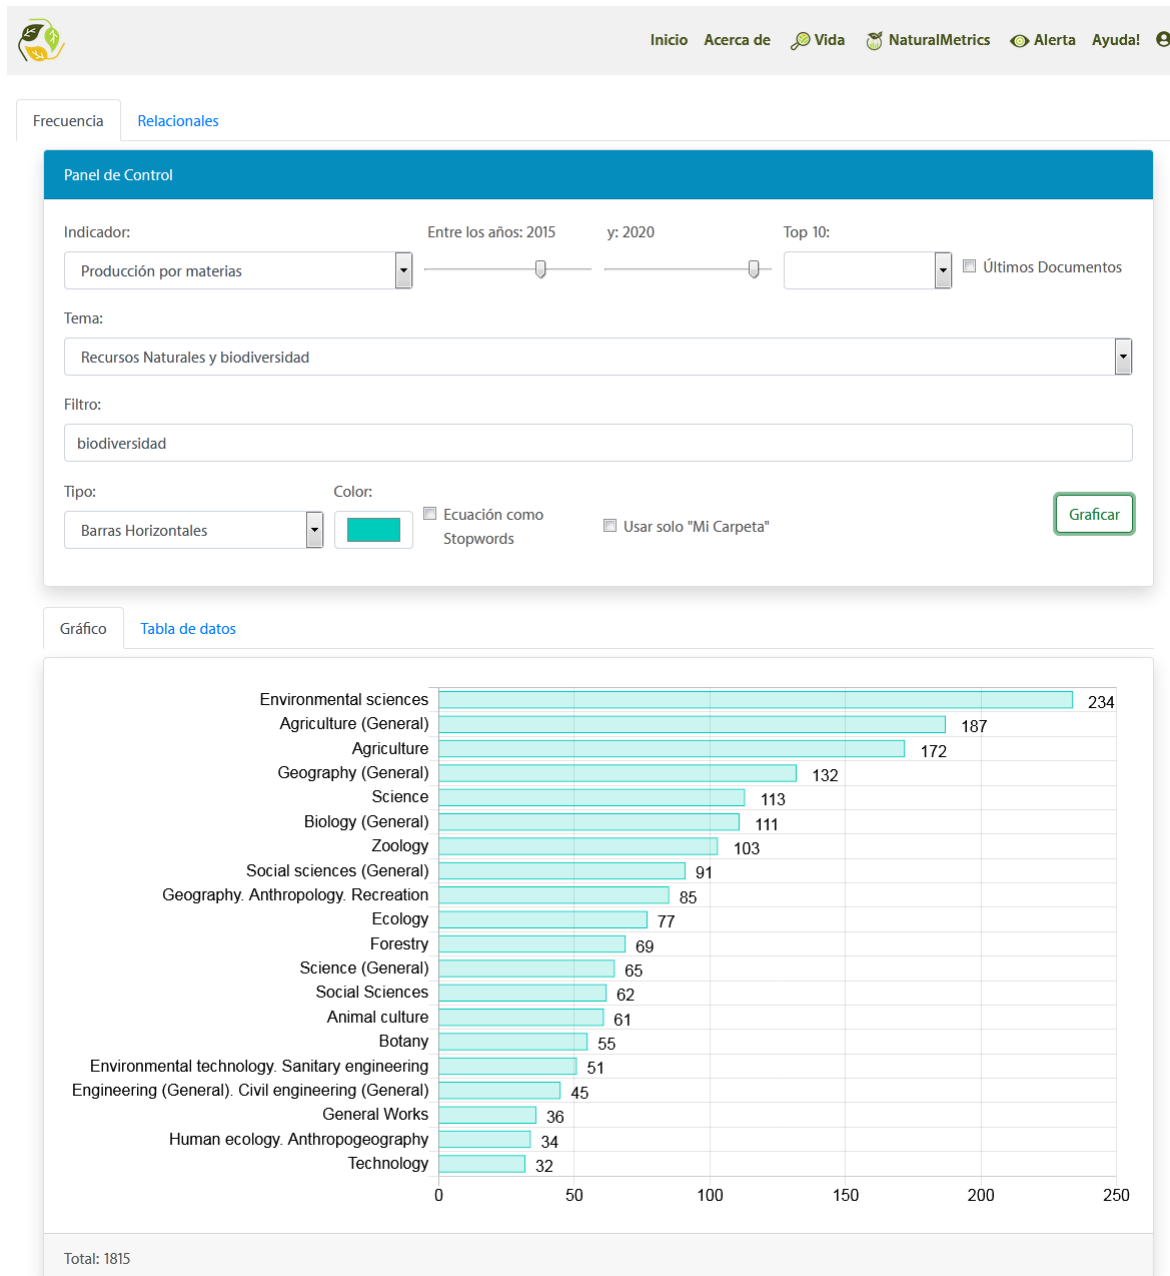 Inicio Acerca de Vida NaturalMetrics Alerta Ayuda!
Frecuencia Relacionales
Panel de Control
Indicador: Entre los años: 2015 y: 2020 Top 10:
Producción por materias Últimos Documentos
Tema:
Recursos Naturales y biodiversidad
Filtro:
biodiversidad
Tipo: Color:
Barras Horizontales Ecuación como Stopwords Usar solo "Mi Carpeta" Graficar
Gráfico Tabla de datos
Environmental sciences 234
Agriculture (General) 187
Agriculture 172
Geography (General) 132
Science 113
Biology (General) 111
Zoology 103
Social sciences (General) 91
Geography. Anthropology. Recreation 85
Ecology 77
Forestry 69
Science (General) 65
Social Sciences 62
Animal culture 61
Botany 55
Environmental technology. Sanitary engineering 51
Engineering (General). Civil engineering (General) 45
General Works 36
Human ecology. Anthropogeography 34
Technology 32
0 50 100 150 200 250
Total: 1815